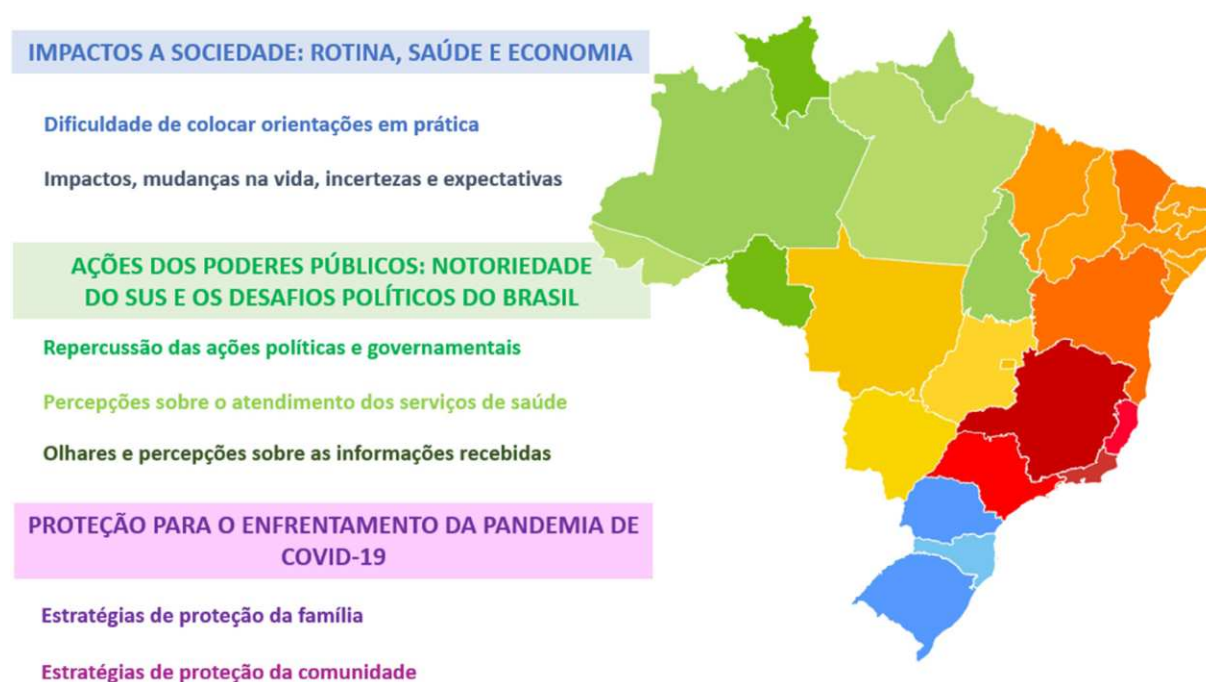 IMPACTOS A SOCIEDADE: ROTINA, SAÚDE E ECONOMIA
Dificuldade de colocar orientações em prática
Impactos, mudanças na vida, incertezas e expectativas
AÇÕES DOS PODERES PÚBLICOS: NOTORIEDADE
DO SUS E OS DESAFIOS POLÍTICOS DO BRASIL
Repercussão das ações políticas e governamentais
Percepções sobre o atendimento dos serviços de saúde
Olhares e percepções sobre as informações recebidas
PROTEÇÃO PARA O ENFRENTAMENTO DA PANDEMIA DE
COVID-19
Estratégias de proteção da família
Estratégias de proteção da comunidade